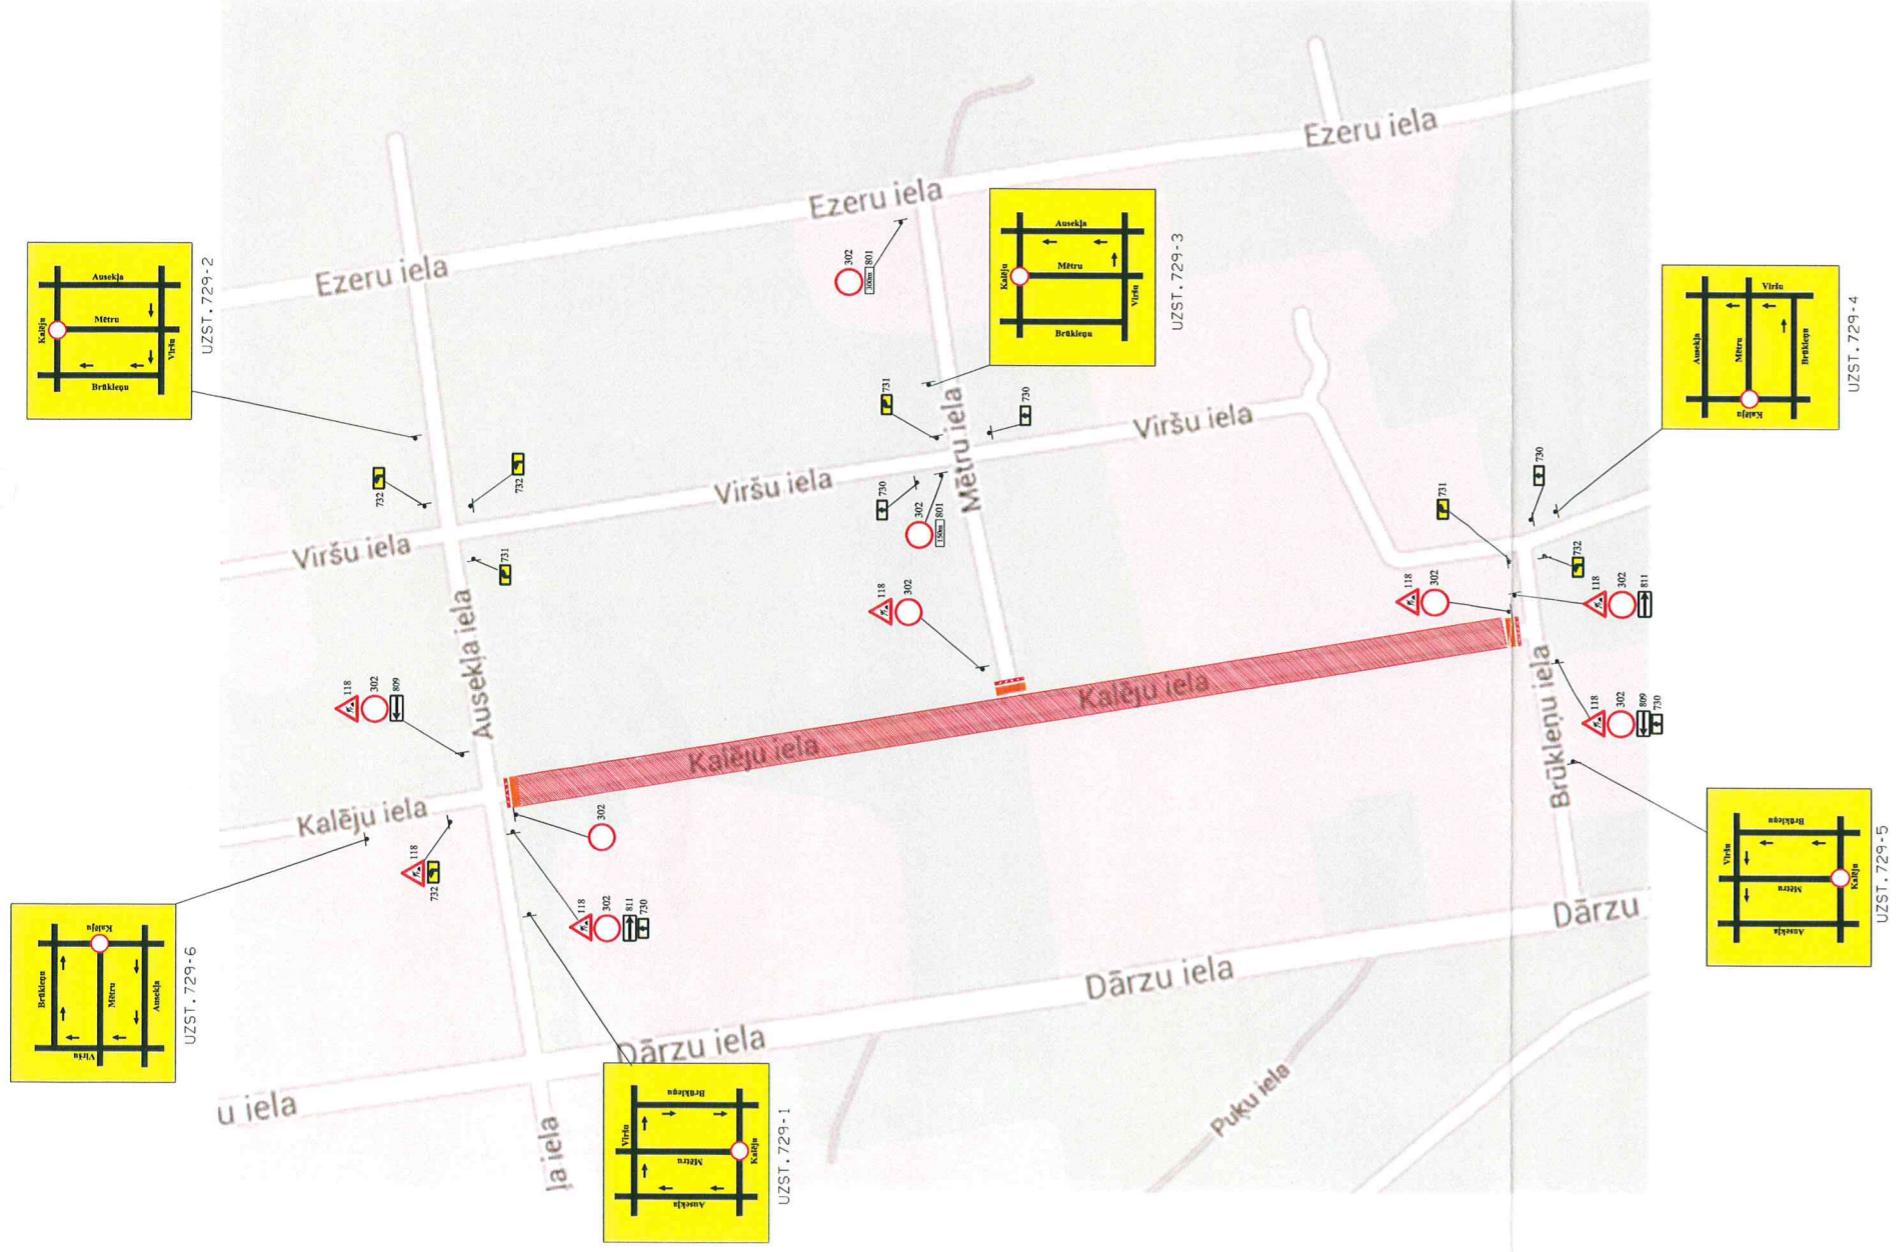 Ezeru iela
Ezeru iela
Ezeru iela
Viršu iela
Viršu iela
Viršu iela
Mētru iela
Ausekļa iela
Kalēju iela
Kalēju iela
Kalēju iela
Brūkleņu iela
Dārzu
Dārzu iela
Dārzu iela
u iela
ļa iela
Puķu iela
Ausekļa
Kalēju
Mētru
Viršu
Brūkleņu
UZST.729-2
Ausekļa
Kalēju
Mētru
Viršu
Brūkleņu
UZST.729-3
Viršu
Ausekļa
Mētru
Brūkleņu
Kalēju
UZST.729-4
Brūkleņu
Viršu
Mētru
Kalēju
Ausekļa
UZST.729-5
Kalēju
Brūkleņu
Mētru
Ausekļa
Viršu
UZST.729-6
Brūkleņu
Viršu
Mētru
Kalēju
Ausekļa
UZST.729-1
302
801
300m
731
730
732
732
731
730
302
801
150m
118
302
118
302
809
118
732
302
118
302
811
730
731
730
732
118
302
118
302
811
118
302
809
730